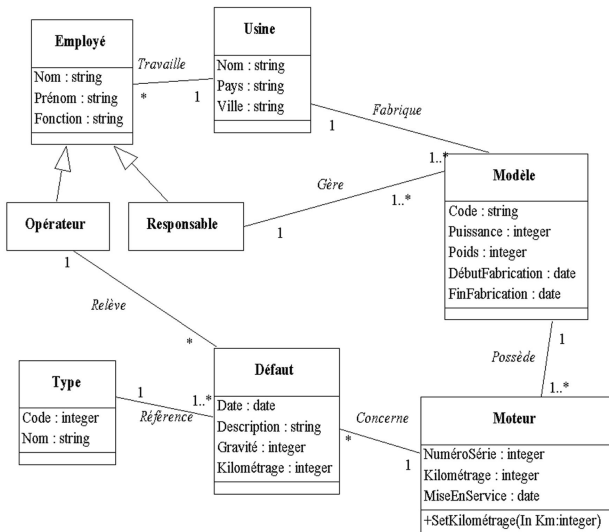 Employé
Nom : string
Prénom : string
Fonction : string
Travaille
*
1
Usine
Nom : string
Pays : string
Ville : string
1
Fabrique
1..*
Gère
1
1..*
Modèle
Code : string
Puissance : integer
Poids : integer
DébutFabrication : date
FinFabrication : date
Opérateur
Responsable
1
Relève
*
1
Possède
1..*
Type
Code : integer
Nom : string
1
Référence
1..*
Défaut
Date : date
Description : string
Gravité : integer
Kilométrage : integer
*
Concerne
1
Moteur
NuméroSérie : integer
Kilométrage : integer
MiseEnService : date
+SetKilométrage(In Km:integer)